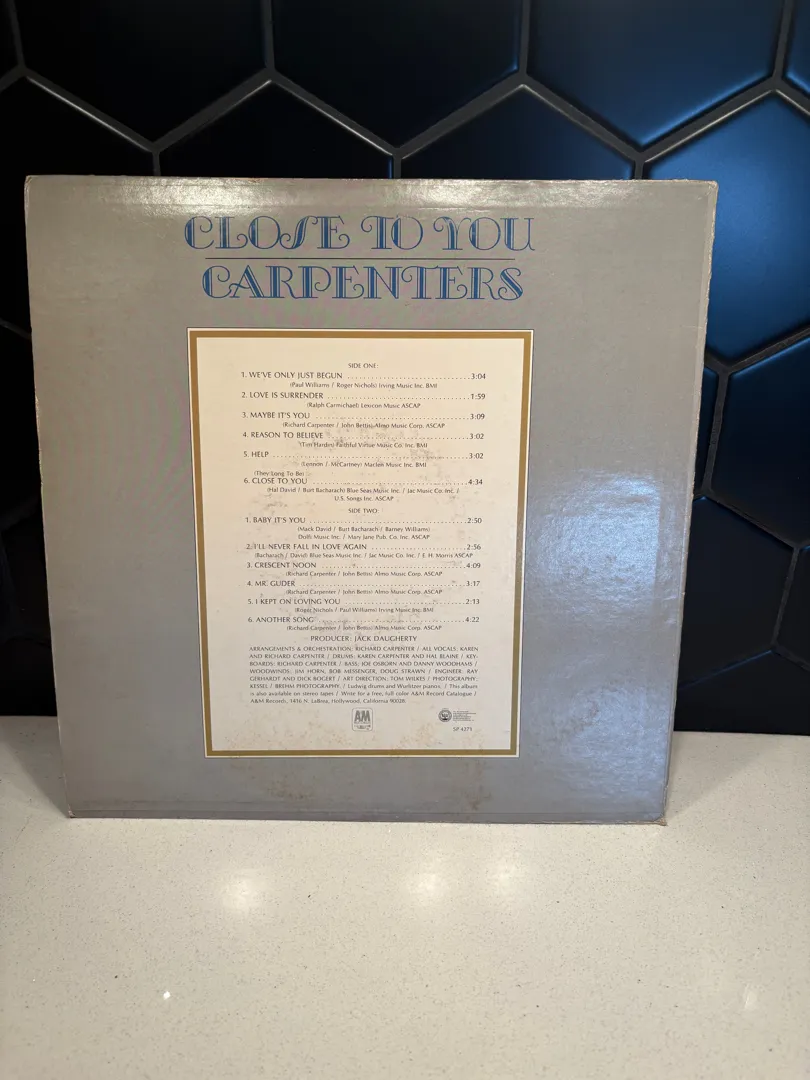 CLOSE TO YOU
CARPENTERS
SIDE ONE:
1. WE'VE ONLY JUST BEGUN ........................ 3:04
(Paul Williams / Roger Nichols) Irving Music Inc. BMI
2. LOVE IS SURRENDER ........................ 1:59
(Ralph Carmichael) Lexicon Music ASCAP
3. MAYBE IT'S YOU ........................ 3:09
(Richard Carpenter / John Bettis) Almo Music Corp. ASCAP
4. REASON TO BELIEVE ........................ 3:02
(Tim Hardin) Faithful Virtue Music Co. Inc. BMI
5. HELP ........................ 3:02
(Lennon / McCartney) Maclen Music Inc. BMI
(They Long To Be)
6. CLOSE TO YOU ........................ 4:34
(Hal David / Burt Bacharach) Blue Seas Music Inc. / Jac Music Co. Inc. /
U.S. Songs Inc. ASCAP
SIDE TWO:
1. BABY IT'S YOU ........................ 2:50
(Mack David / Burt Bacharach / Barney Williams)
Dolfi Music Inc. / Mary Jane Pub. Co. Inc. ASCAP
2. I'LL NEVER FALL IN LOVE AGAIN ........................ 2:56
(Bacharach / David) Blue Seas Music Inc. / Jac Music Co. Inc. / E. H. Morris ASCAP
3. CRESCENT NOON ........................ 4:09
(Richard Carpenter / John Bettis) Almo Music Corp. ASCAP
4. MR. GUDER ........................ 3:17
(Richard Carpenter / John Bettis) Almo Music Corp. ASCAP
5. I KEPT ON LOVING YOU ........................ 2:13
(Roger Nichols / Paul Williams) Irving Music Inc. BMI
6. ANOTHER SONG ........................ 4:22
(Richard Carpenter / John Bettis) Almo Music Corp. ASCAP
PRODUCER: JACK DAUGHERTY
ARRANGEMENTS & ORCHESTRATION: RICHARD CARPENTER / ALL VOCALS: KAREN
AND RICHARD CARPENTER / DRUMS: KAREN CARPENTER AND HAL BLAINE / KEY-
BOARDS: RICHARD CARPENTER / BASS: JOE OSBORN AND DANNY WOODHAMS /
WOODWINDS: JIM HORN, BOB MESSENGER, DOUG STRAWN / ENGINEER: RAY
GERHARDT AND DICK BOGERT / ART DIRECTION: TOM WILKES / PHOTOGRAPHY:
KESSEL / BREHM PHOTOGRAPHY. / Ludwig drums and Wurlitzer pianos. / This album
is also available on stereo tapes / Write for a free, full color A&M Record Catalogue /
A&M Records, 1416 N. LaBrea, Hollywood, California 90028.
A&M
SP 4271